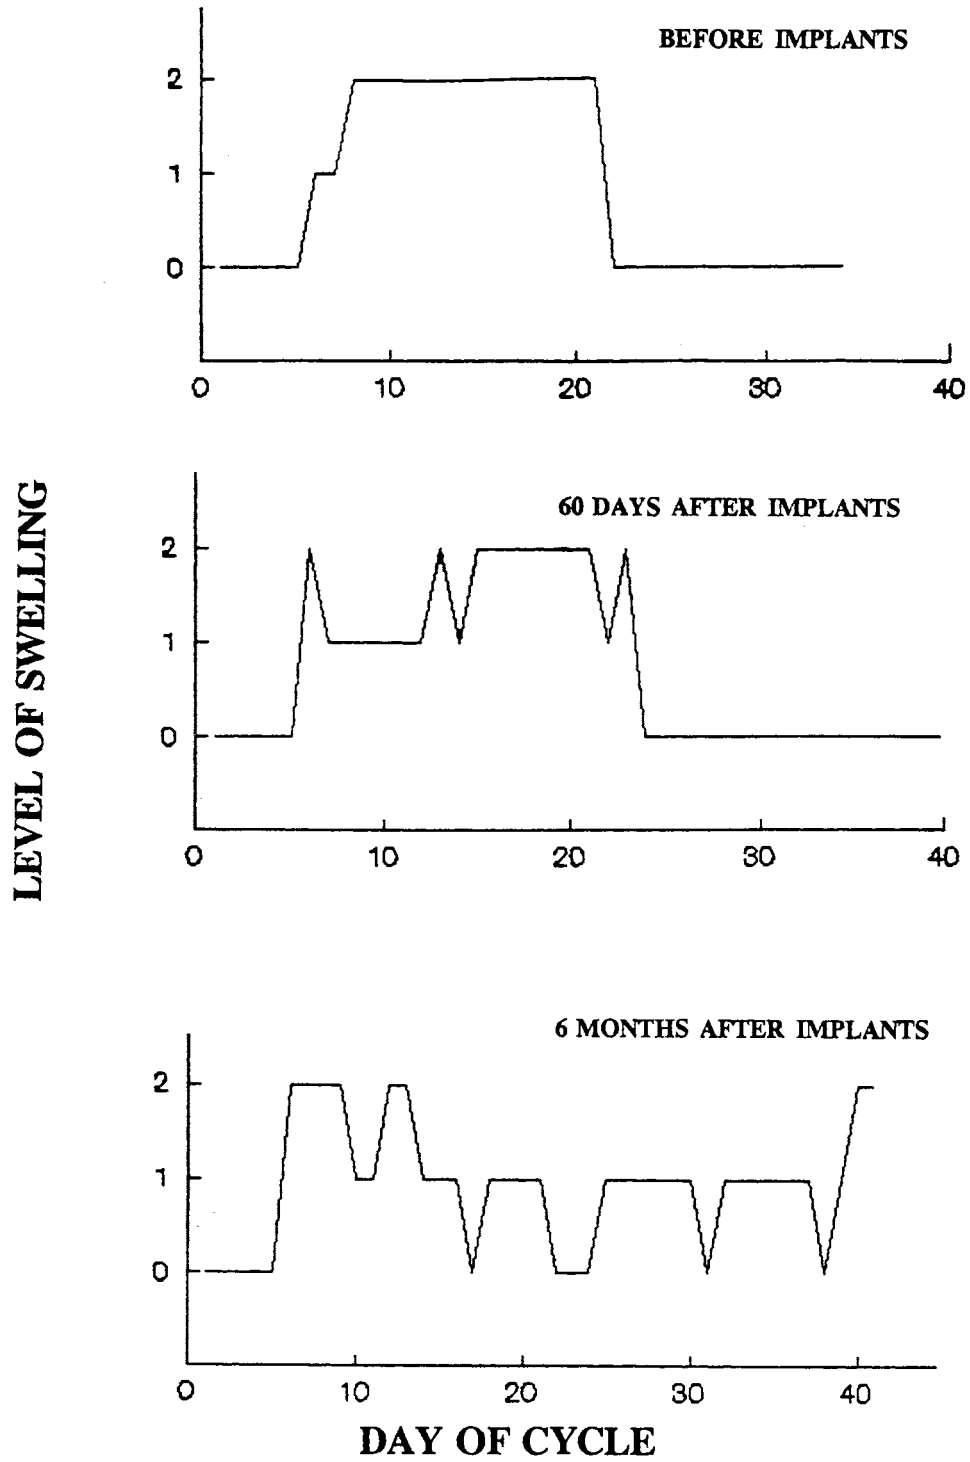 BEFORE IMPLANTS
2
1
0
0 10 20 30 40
LEVEL OF SWELLING
60 DAYS AFTER IMPLANTS
2
1
0
0 10 20 30 40
6 MONTHS AFTER IMPLANTS
2
1
0
0 10 20 30 40
DAY OF CYCLE